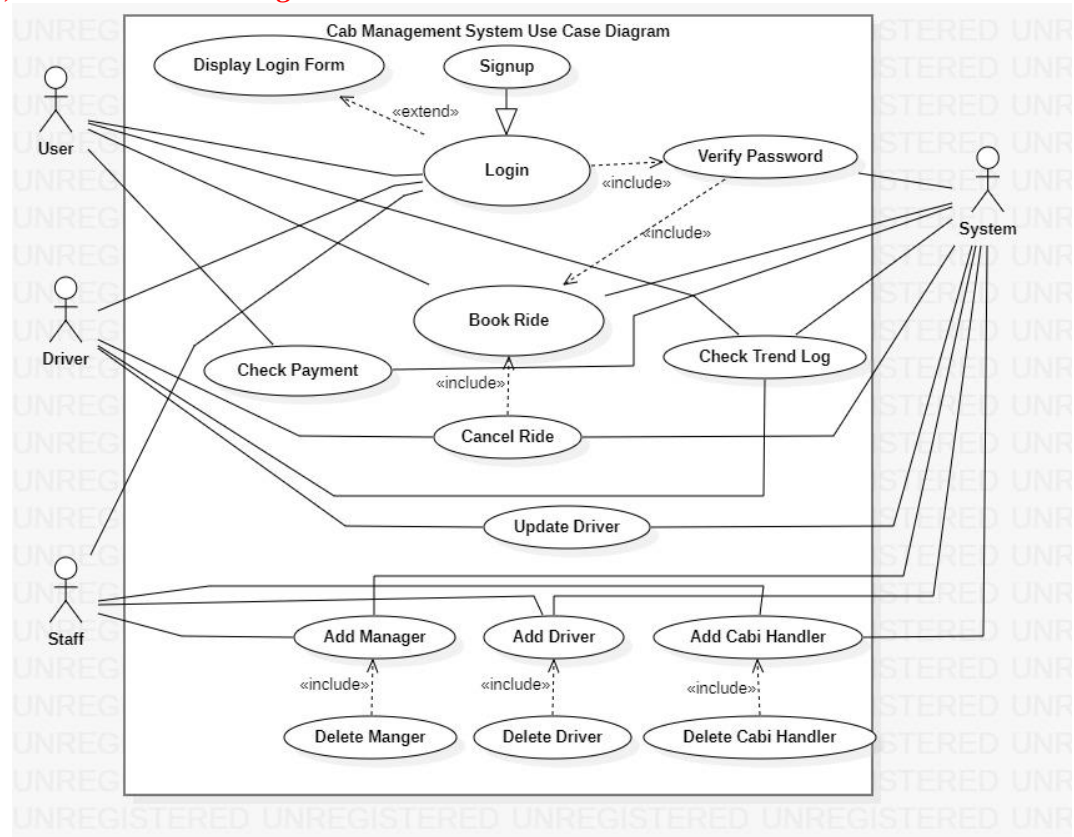 Cab Management System Use Case Diagram
Display Login Form
Signup
«extend»
User
Login
Verify Password
«include»
System
«include»
Driver
Book Ride
Check Payment
Check Trend Log
«include»
Cancel Ride
Update Driver
Staff
Add Manager
Add Driver
Add Cabi Handler
«include»
«include»
«include»
Delete Manger
Delete Driver
Delete Cabi Handler
UNREGISTERED UNREGISTERED UNREGISTERED UNREGISTERED UNR